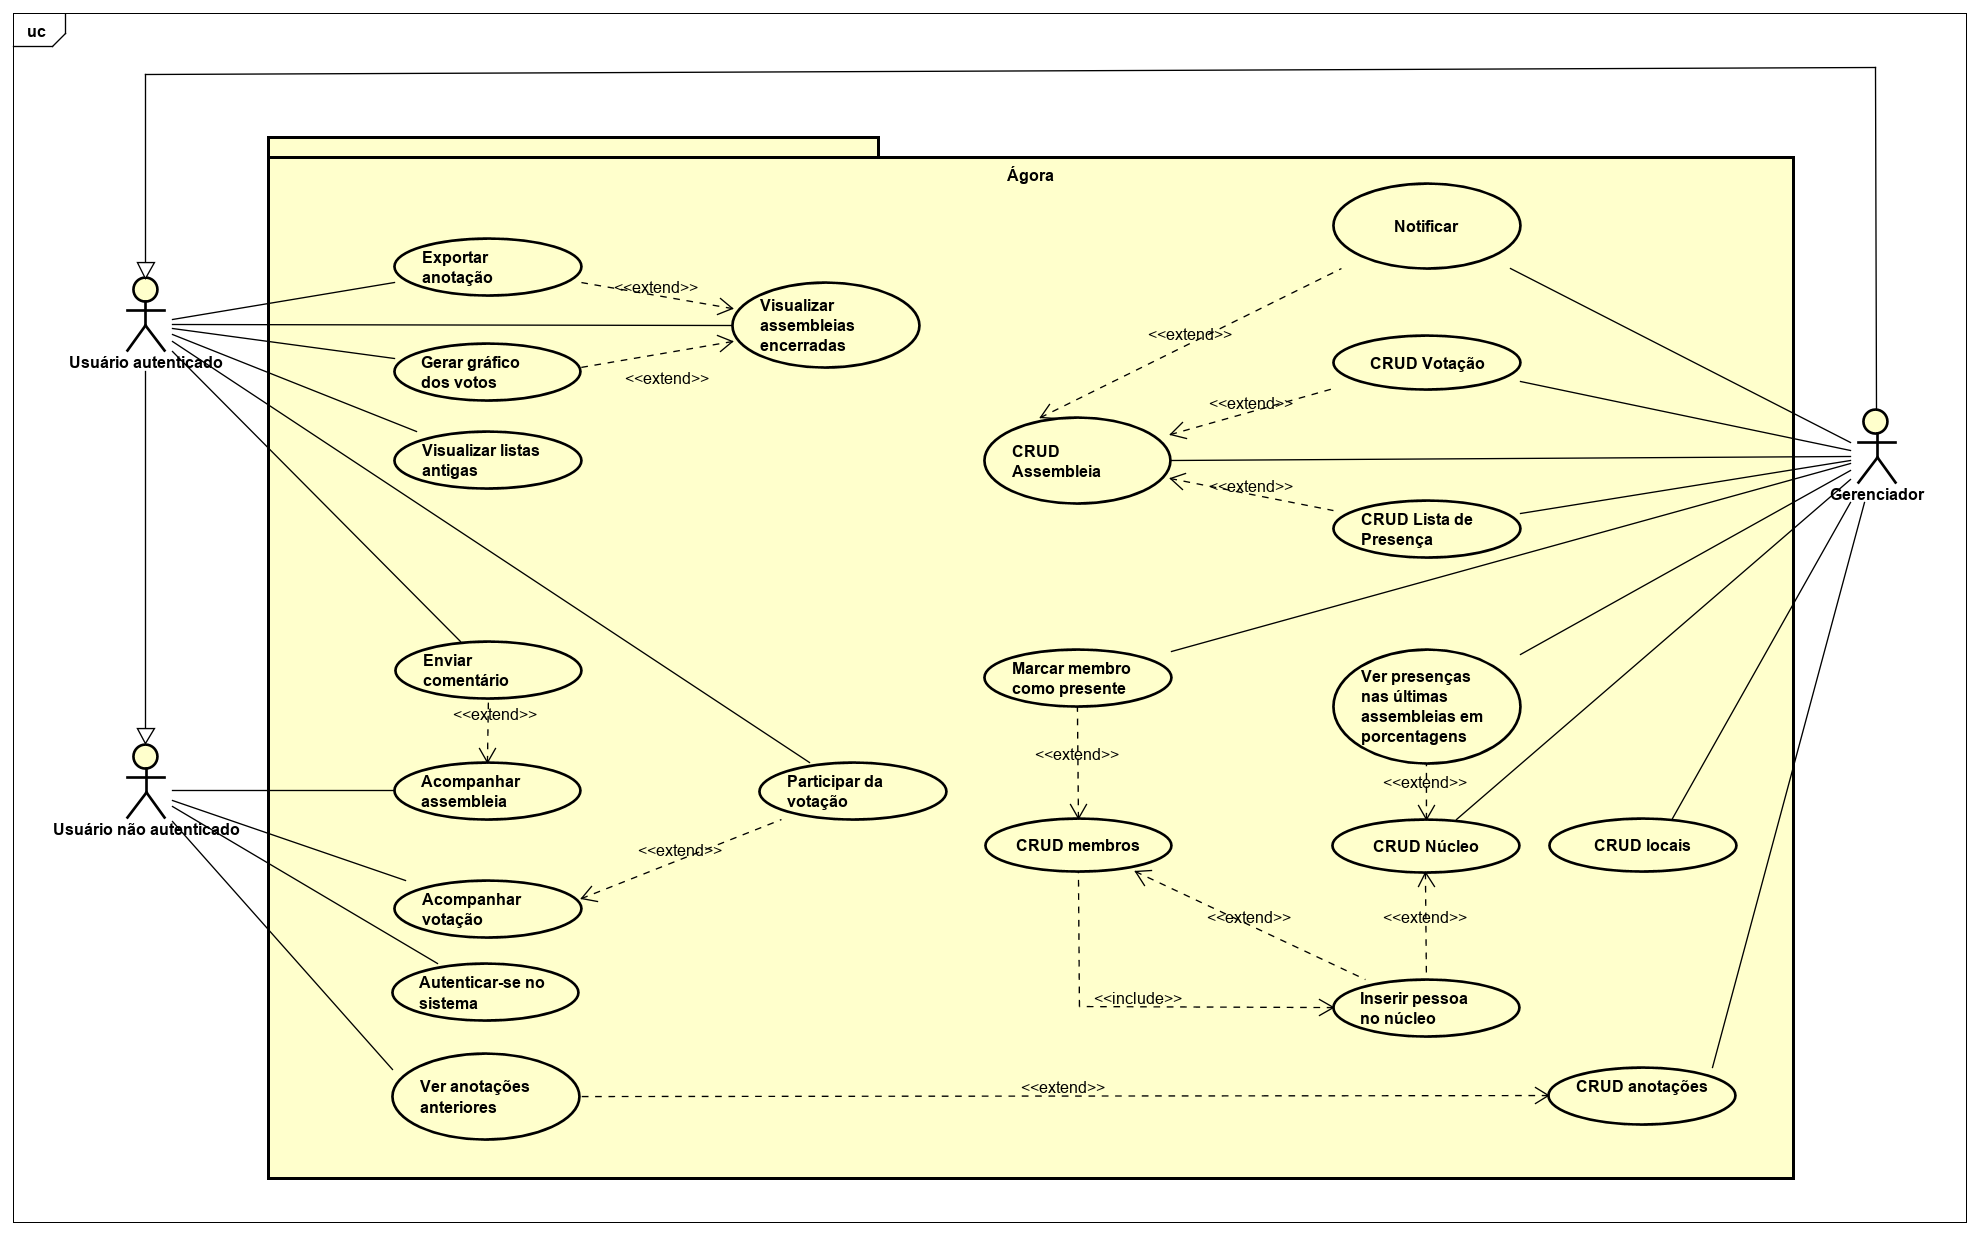 uc
Ágora
Usuário autenticado
Usuário não autenticado
Gerenciador
Exportar
anotação
<<extend>>
Visualizar
assembleias
encerradas
Gerar gráfico
dos votos
<<extend>>
Visualizar listas
antigas
Notificar
<<extend>>
CRUD Votação
<<extend>>
CRUD
Assembleia
<<extend>>
CRUD Lista de
Presença
Enviar
comentário
<<extend>>
Acompanhar
assembleia
Participar da
votação
<<extend>>
Acompanhar
votação
Autenticar-se no
sistema
Ver anotações
anteriores
<<extend>>
Marcar membro
como presente
<<extend>>
CRUD membros
Ver presenças
nas últimas
assembleias em
porcentagens
<<extend>>
CRUD Núcleo
CRUD locais
<<extend>>
<<extend>>
<<include>>
Inserir pessoa
no núcleo
CRUD anotações